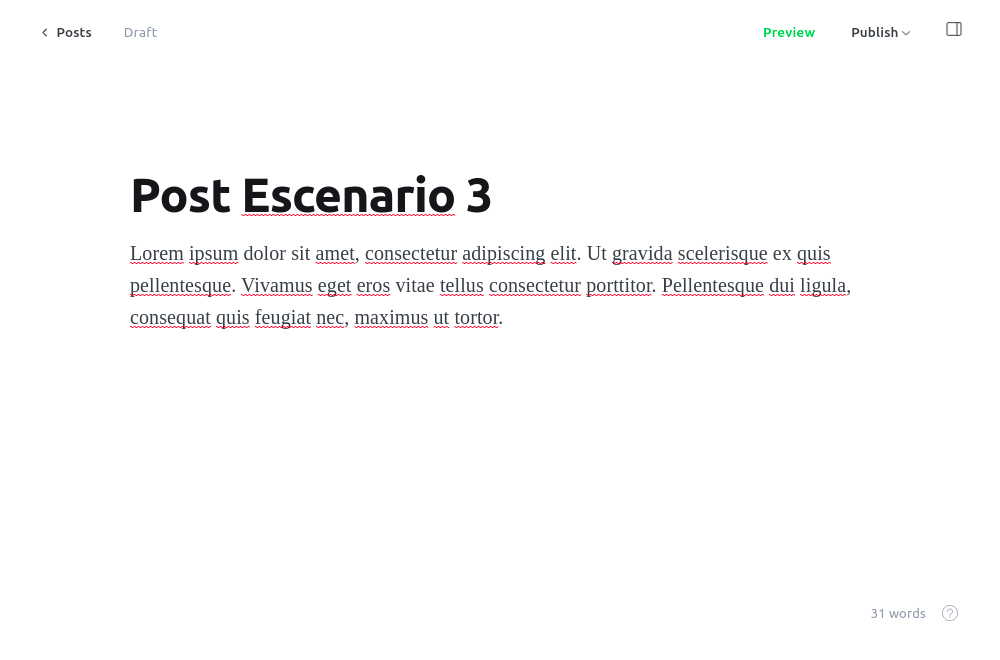 Posts Draft Preview Publish
Post Escenario 3
Lorem ipsum dolor sit amet, consectetur adipiscing elit. Ut gravida scelerisque ex quis
pellentesque. Vivamus eget eros vitae tellus consectetur porttitor. Pellentesque dui ligula,
consequat quis feugiat nec, maximus ut tortor.
31 words ?